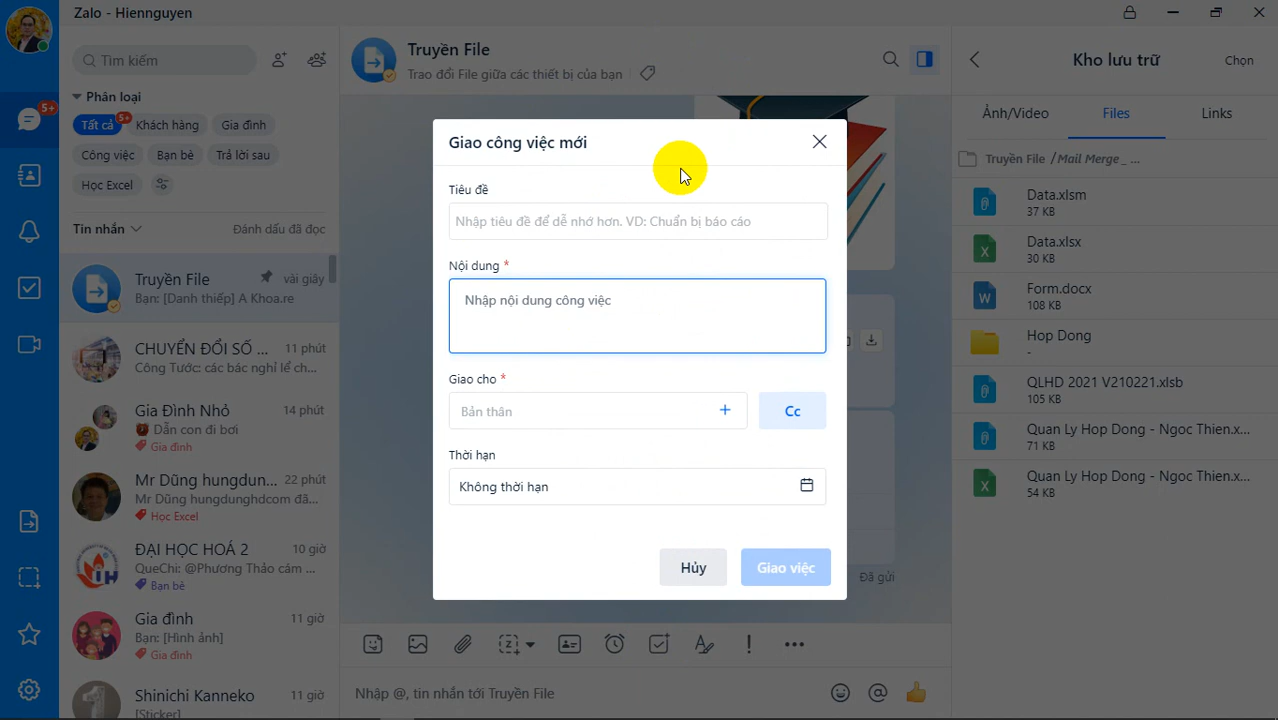 Zalo - Hiennguyen
Tìm kiếm
Phân loại
5+
Tất cả
5+
Khách hàng
Gia đình
Công việc
Bạn bè
Trả lời sau
Học Excel
Tin nhắn
Đánh dấu đã đọc
Truyền File
vài giây
Bạn: [Danh thiếp] A Khoa.re
CHUYỂN ĐỔI SỐ ...
11 phút
Công Tước: các bác nghỉ lễ ch...
Gia Đình Nhỏ
14 phút
Dẫn con đi bơi
Gia đình
Mr Dũng hungdun...
22 phút
Mr Dũng hungdunghdcom đã...
Học Excel
ĐẠI HỌC HOÁ 2
10 giờ
QueChi: @Phương Thảo cám ...
Bạn bè
Gia đình
11 giờ
Bạn: [Hình ảnh]
Gia đình
Shinichi Kanneko
11 giờ
[Sticker]
Truyền File
Trao đổi File giữa các thiết bị của bạn
Giao công việc mới
Tiêu đề
Nhập tiêu đề để dễ nhớ hơn. VD: Chuẩn bị báo cáo
Nội dung *
Nhập nội dung công việc
Giao cho *
Bản thân
Cc
Thời hạn
Không thời hạn
Hủy
Giao việc
Đã gửi
Nhập @, tin nhắn tới Truyền File
Kho lưu trữ
Chọn
Ảnh/Video
Files
Links
Truyền File / Mail Merge _ ...
Data.xlsm
37 KB
Data.xlsx
30 KB
Form.docx
108 KB
Hop Dong
-
QLHD 2021 V210221.xlsb
105 KB
Quan Ly Hop Dong - Ngoc Thien.x...
71 KB
Quan Ly Hop Dong - Ngoc Thien.x...
54 KB